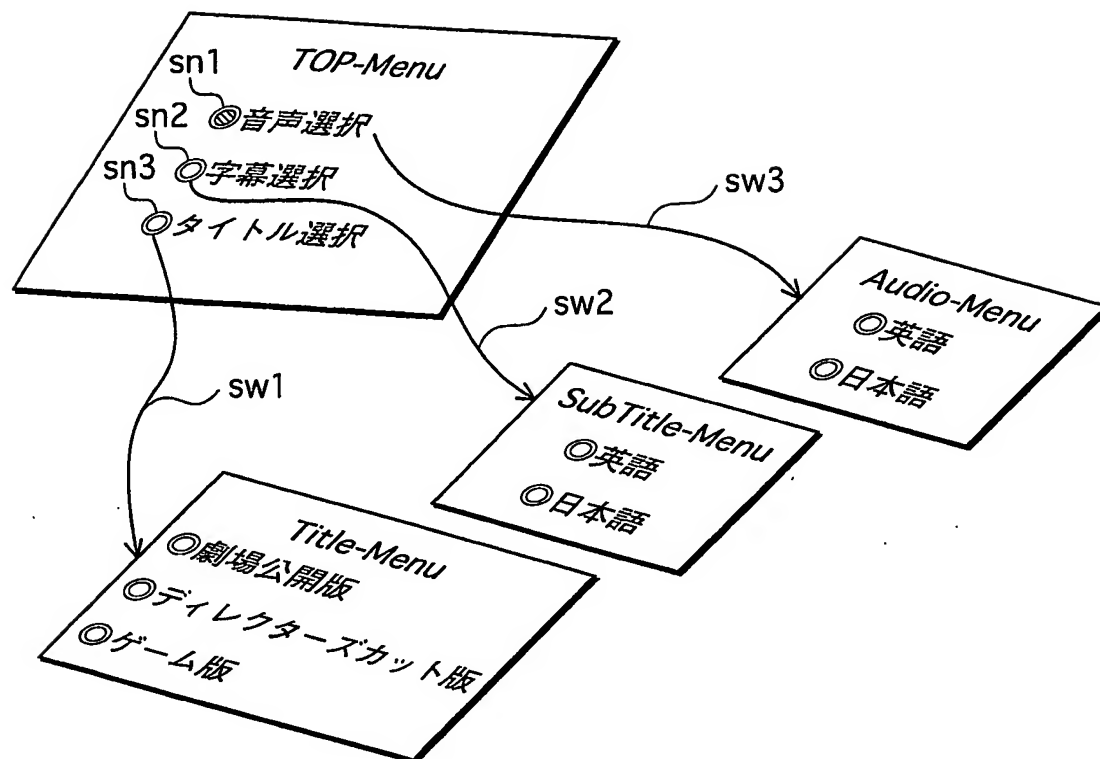 TOP-Menu
sn1
◎音声選択
sn2
◎字幕選択
sn3
◎タイトル選択
sw3
sw2
sw1
Audio-Menu
◎英語
◎日本語
SubTitle-Menu
◎英語
◎日本語
Title-Menu
◎劇場公開版
◎ディレクターズカット版
◎ゲーム版